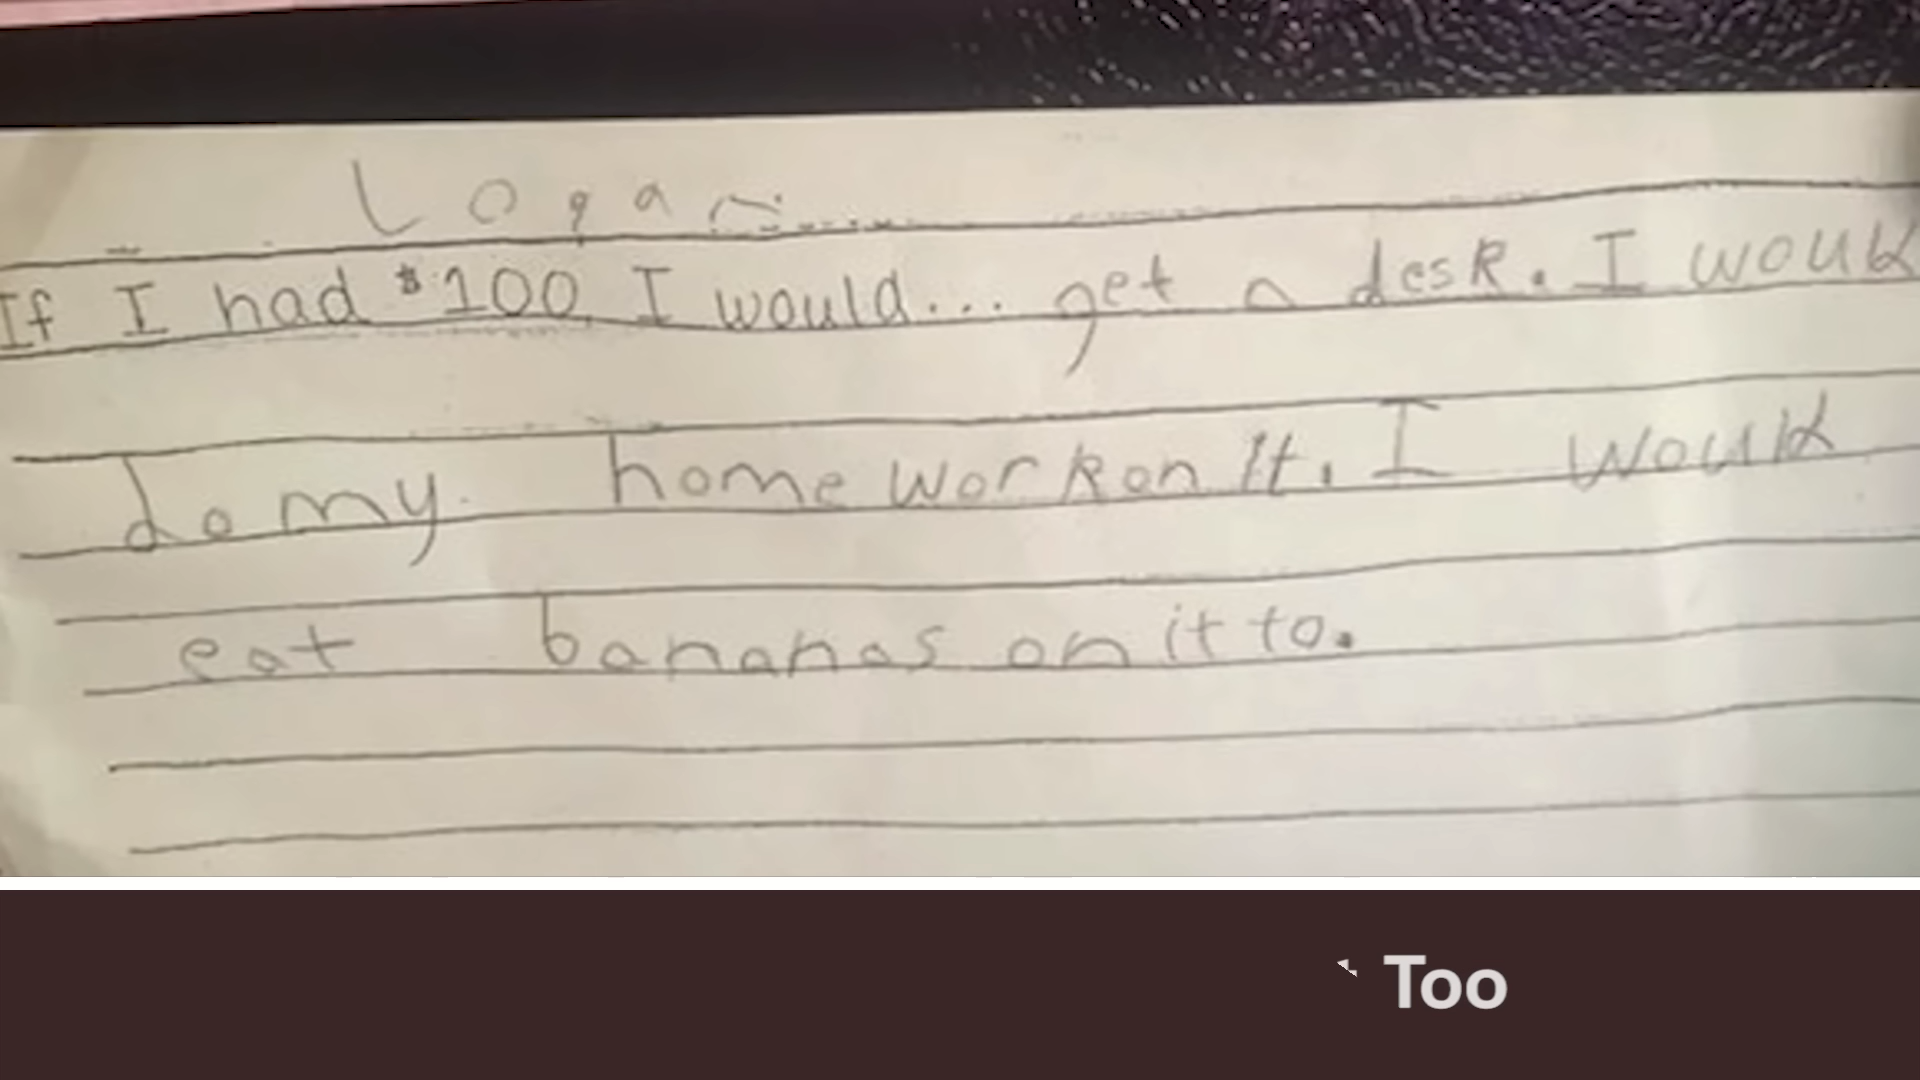 Logan
If I had $100 I would... get a desk. I would
do my homework on It. I would
eat bananas on it to.
Too